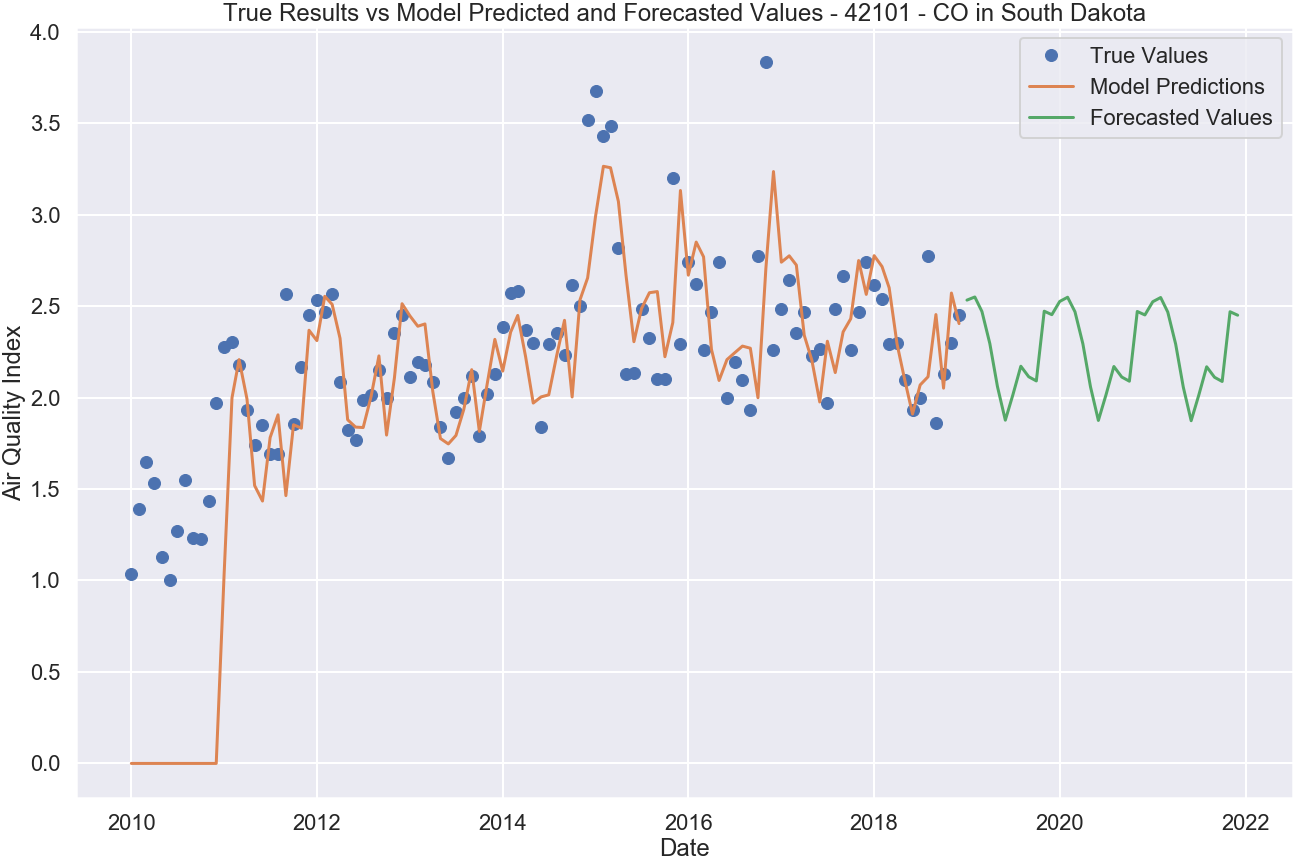 True Results vs Model Predicted and Forecasted Values - 42101 - CO in South Dakota
True Values
Model Predictions
Forecasted Values
Air Quality Index
4.0
3.5
3.0
2.5
2.0
1.5
1.0
0.5
0.0
2010 2012 2014 2016 2018 2020 2022
Date